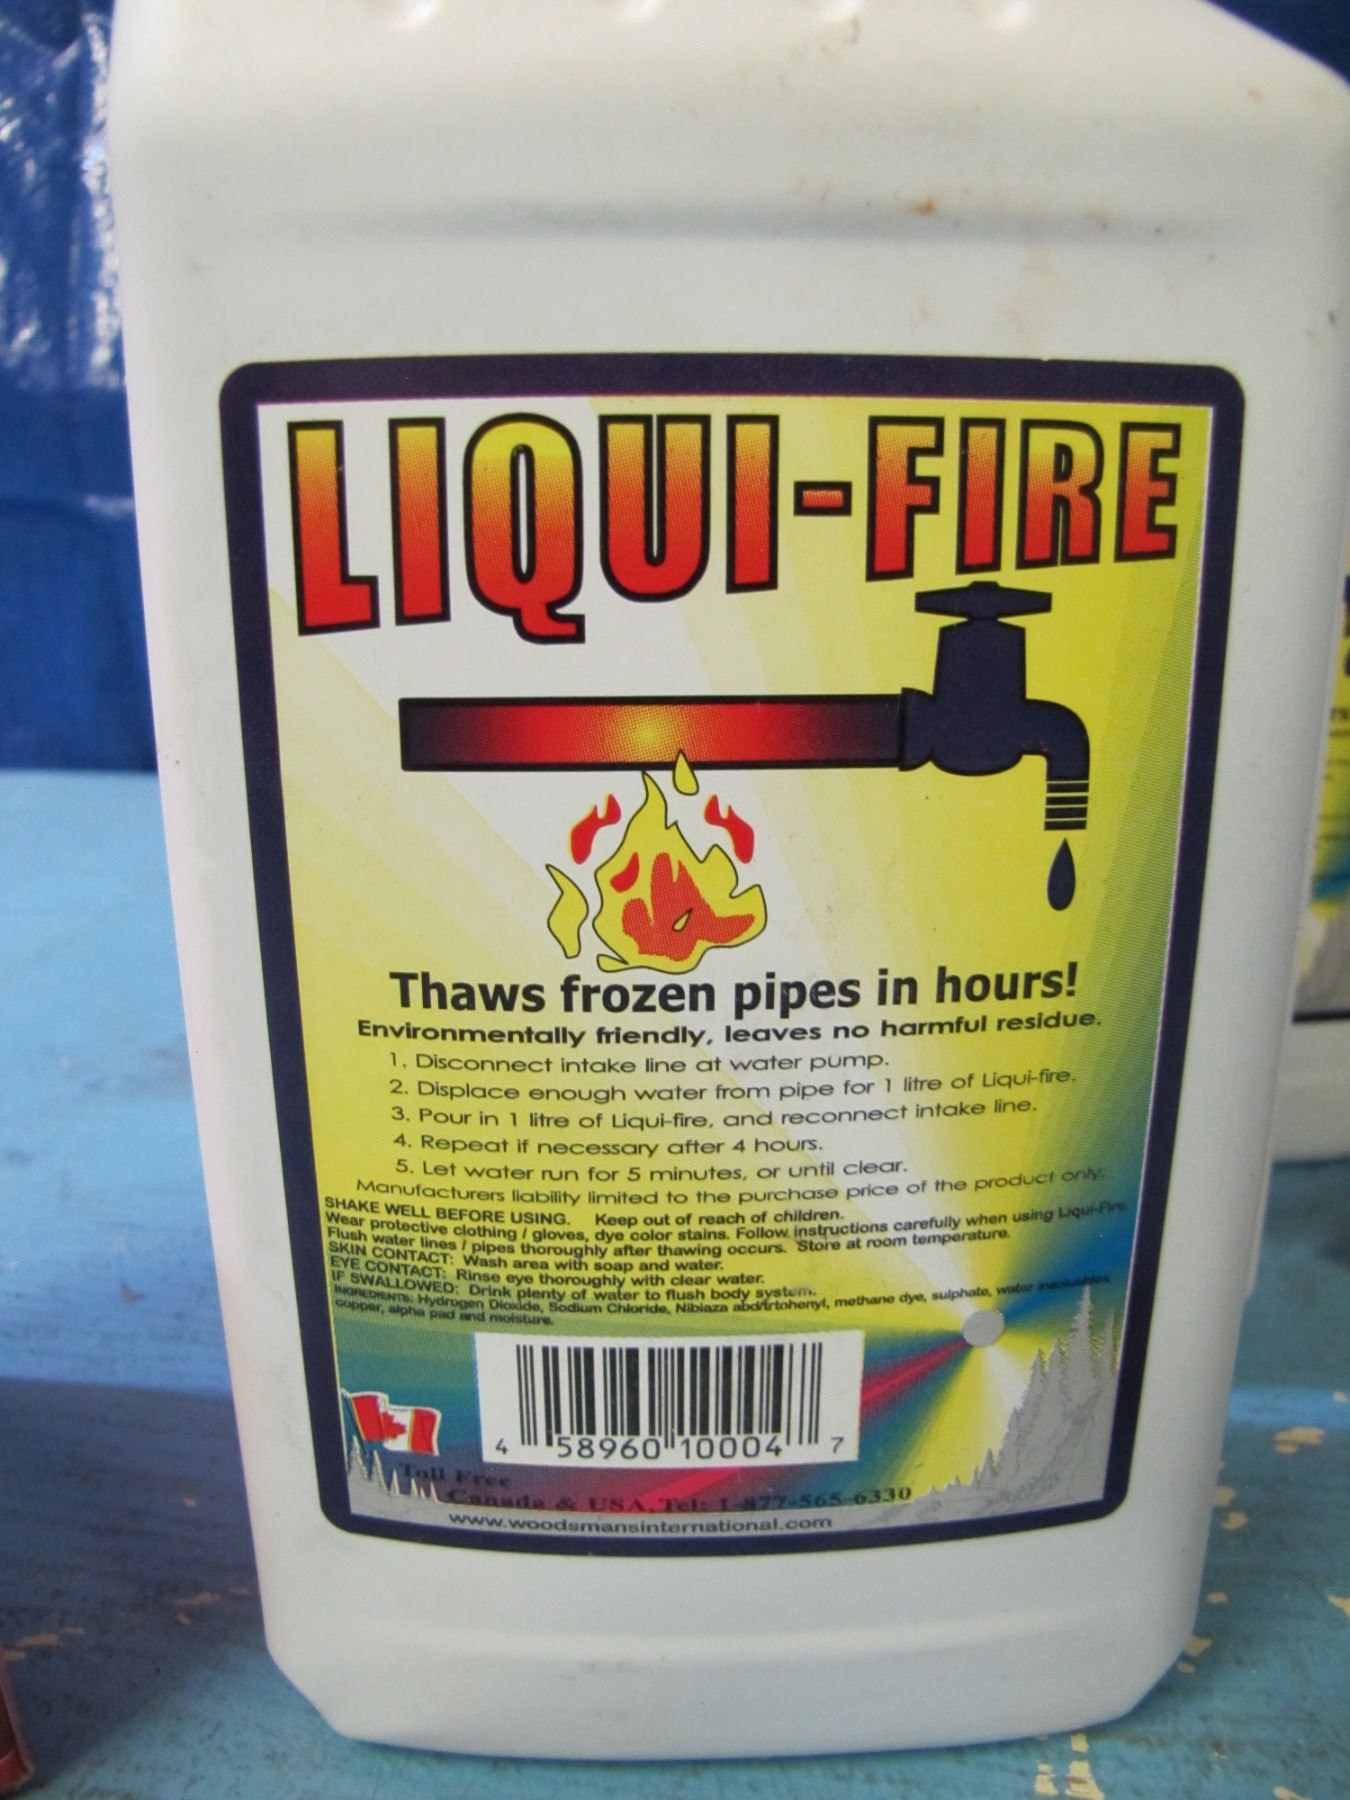 LIQUI-FIRE
Thaws frozen pipes in hours!
Environmentally friendly, leaves no harmful residue.
1. Disconnect intake line at water pump.
2. Displace enough water from pipe for 1 litre of Liqui-fire.
3. Pour in 1 litre of Liqui-fire, and reconnect intake line.
4. Repeat if necessary after 4 hours.
5. Let water run for 5 minutes, or until clear.
Manufacturers liability limited to the purchase price of the product only.
SHAKE WELL BEFORE USING. Keep out of reach of children.
Wear protective clothing / gloves, dye color stains. Follow instructions carefully when using Liqui-Fire.
Flush water lines / pipes thoroughly after thawing occurs. Store at room temperature.
SKIN CONTACT: Wash area with soap and water.
EYE CONTACT: Rinse eye thoroughly with clear water.
IF SWALLOWED: Drink plenty of water to flush body system.
INGREDIENTS: Hydrogen Dioxide, Sodium Chloride, Nibiaza methane dye, sulphate, water
copper, alpha pad and moisture.
4 58960 10004 7
Toll Free
Canada & USA, Tel: 1-877-565-6330
www.woodsmansinternational.com